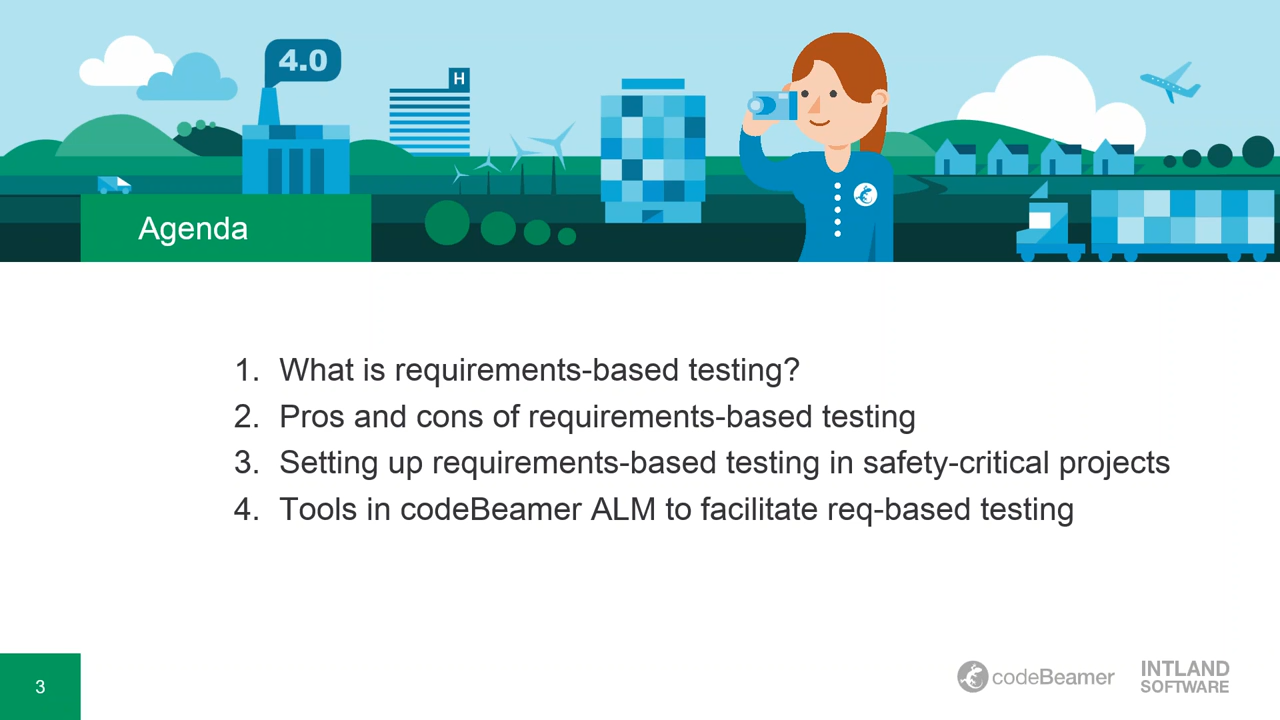 4.0
H
Agenda
1. What is requirements-based testing?
2. Pros and cons of requirements-based testing
3. Setting up requirements-based testing in safety-critical projects
4. Tools in codeBeamer ALM to facilitate req-based testing
3
codeBeamer
INTLAND
SOFTWARE